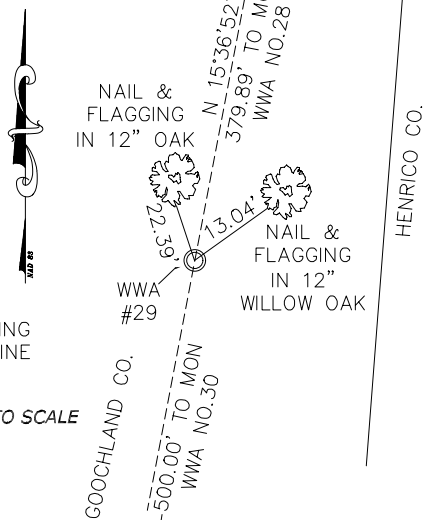 N 15°36'52
379.89' TO MO
WWA NO.28
NAIL &
FLAGGING
IN 12" OAK
HENRICO CO.
22.39'
13.04'
NAIL &
FLAGGING
IN 12"
WILLOW OAK
NAD 83
WWA
#29
ING
INE
TO SCALE
GOOCHLAND CO.
500.00' TO MON
WWA NO.30